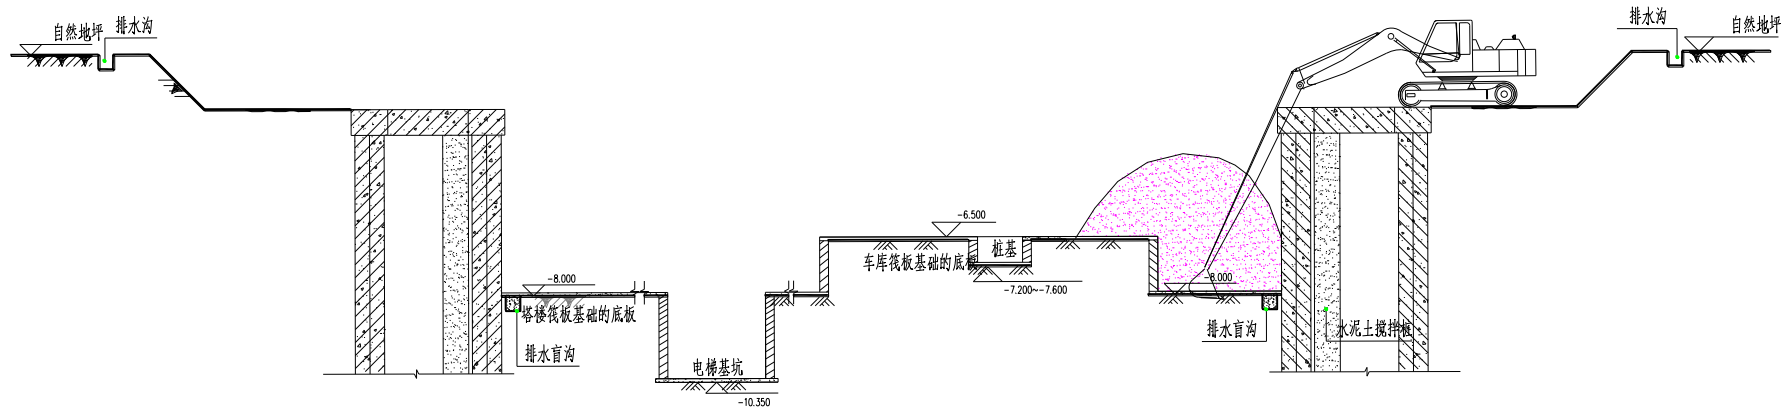 自然地坪
排水沟
排水沟
自然地坪
-6.500
桩基
车库筏板基础的底板
-8.000
-7.200~-7.600
-8.000
塔楼筏板基础的底板
排水盲沟
水泥土搅拌桩
排水盲沟
电梯基坑
-10.350